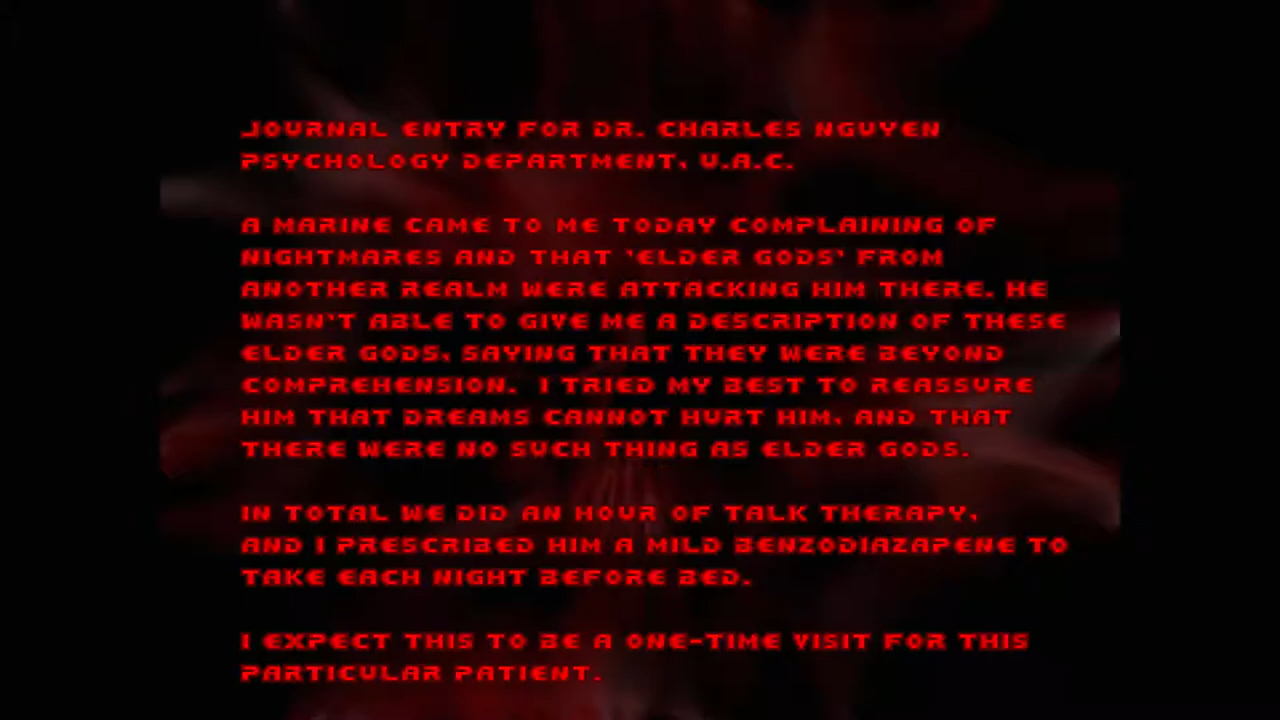 JOURNAL ENTRY FOR DR. CHARLES NGUYEN
PSYCHOLOGY DEPARTMENT, U.A.C.
A MARINE CAME TO ME TODAY COMPLAINING OF
NIGHTMARES AND THAT 'ELDER GODS' FROM
ANOTHER REALM WERE ATTACKING HIM THERE. HE
WASN'T ABLE TO GIVE ME A DESCRIPTION OF THESE
ELDER GODS, SAYING THAT THEY WERE BEYOND
COMPREHENSION.  I TRIED MY BEST TO REASSURE
HIM THAT DREAMS CANNOT HURT HIM, AND THAT
THERE WERE NO SUCH THING AS ELDER GODS.
IN TOTAL WE DID AN HOUR OF TALK THERAPY,
AND I PRESCRIBED HIM A MILD BENZODIAZAPENE TO
TAKE EACH NIGHT BEFORE BED.
I EXPECT THIS TO BE A ONE-TIME VISIT FOR THIS
PARTICULAR PATIENT.